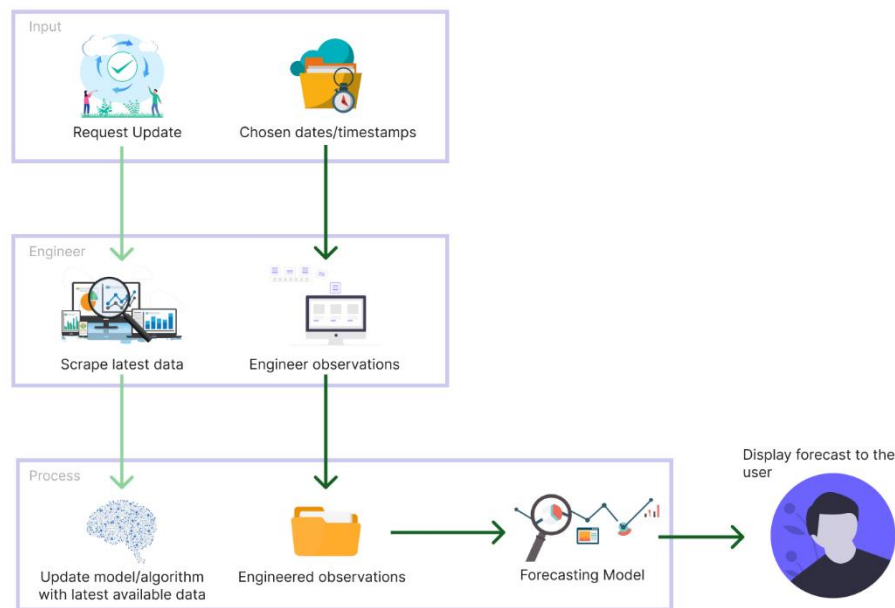 Input
Request Update
Chosen dates/timestamps
Engineer
Scrape latest data
Engineer observations
Process
Update model/algorithm
with latest available data
Engineered observations
Forecasting Model
Display forecast to the
user